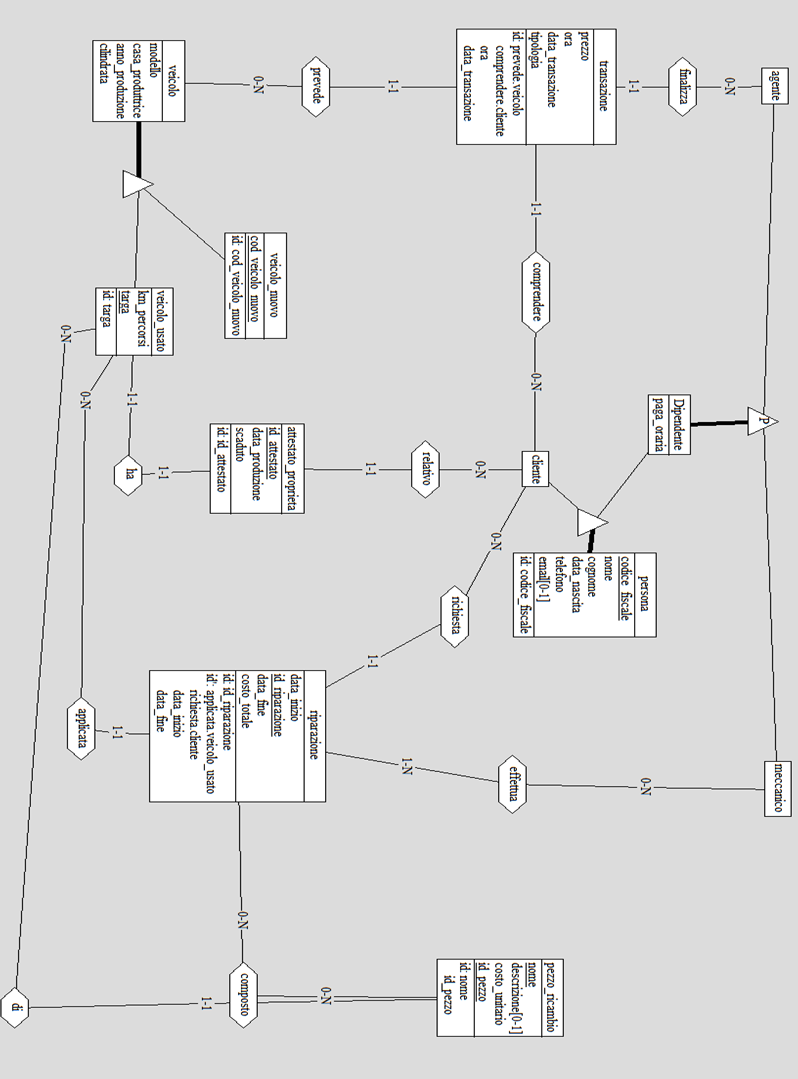 agente
0-N
finalizza
1-1
transazione
prezzo
ora
data_transazione
tipologia
id: prevede.veicolo
comprendere.cliente
ora
data_transazione
1-1
prevede
0-N
veicolo
modello
casa_produttrice
anno_produzione
cilindrata
veicolo_nuovo
cod_veicolo_nuovo
id: cod_veicolo_nuovo
veicolo_usato
km_percorsi
targa
id: targa
1-1
comprendere
0-N
cliente
P
Dipendente
paga_oraria
persona
codice_fiscale
nome
cognome
data_nascita
telefono
email[0-1]
id: codice_fiscale
0-N
relativo
1-1
attestato_proprieta
id_attestato
data_produzione
scaduto
id: id_attestato
1-1
ha
1-1
0-N
0-N
0-N
richiesta
1-1
riparazione
data_inizio
id_riparazione
data_fine
costo_totale
id: id_riparazione
id': applicata.veicolo_usato
richiesta.cliente
data_inizio
data_fine
1-1
applicata
meccanico
0-N
effettua
1-N
0-N
composto
0-N
1-1
di
pezzo_ricambio
nome
descrizione[0-1]
costo_unitario
id_pezzo
id: nome
id_pezzo